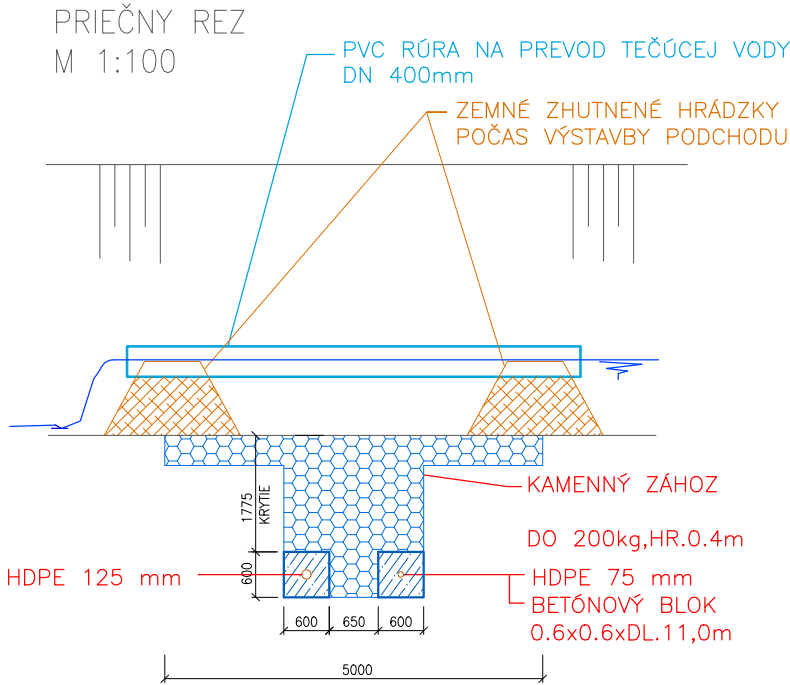 PRIEČNY REZ
M 1:100
PVC RÚRA NA PREVOD TEČÚCEJ VODY
DN 400mm
ZEMNÉ ZHUTNENÉ HRÁDZKY
POČAS VÝSTAVBY PODCHODU
1775
KRYTIE
KAMENNÝ ZÁHOZ
DO 200kg,HR.0.4m
600
HDPE 125 mm
HDPE 75 mm
BETÓNOVÝ BLOK
0.6x0.6xDL.11,0m
600
650
600
5000